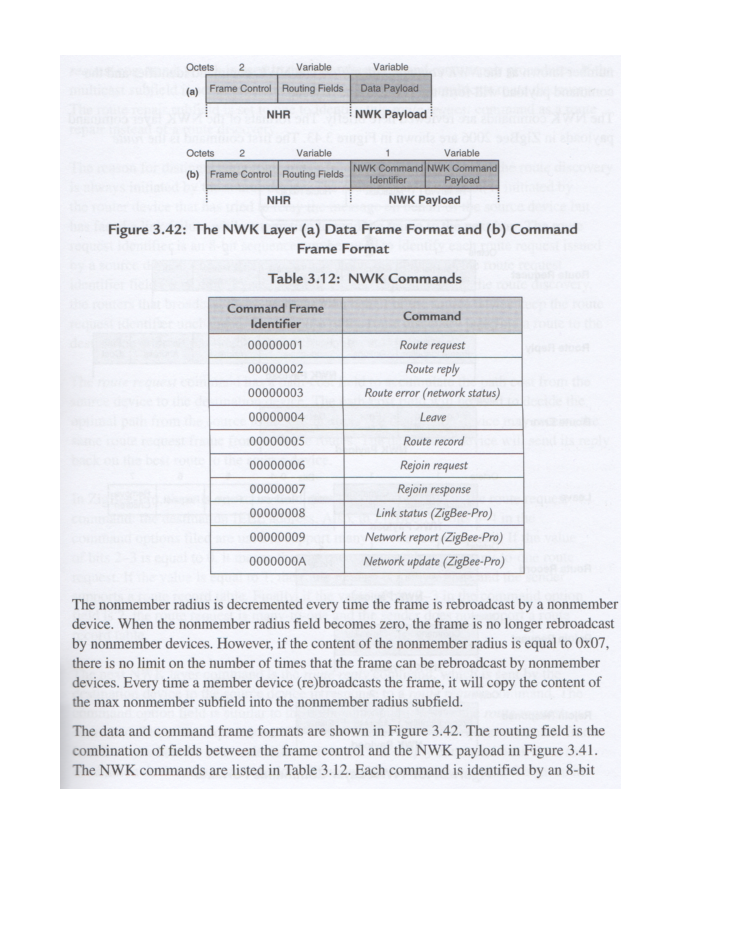 Octets 2 Variable Variable
(a) Frame Control Routing Fields Data Payload
NHR NWK Payload
Octets 2 Variable 1 Variable
(b) Frame Control Routing Fields NWK Command Identifier NWK Command Payload
NHR NWK Payload
Figure 3.42: The NWK Layer (a) Data Frame Format and (b) Command
Frame Format
Table 3.12: NWK Commands
Command Frame Identifier Command
00000001 Route request
00000002 Route reply
00000003 Route error (network status)
00000004 Leave
00000005 Route record
00000006 Rejoin request
00000007 Rejoin response
00000008 Link status (ZigBee-Pro)
00000009 Network report (ZigBee-Pro)
0000000A Network update (ZigBee-Pro)
The nonmember radius is decremented every time the frame is rebroadcast by a nonmember
device. When the nonmember radius field becomes zero, the frame is no longer rebroadcast
by nonmember devices. However, if the content of the nonmember radius is equal to 0x07,
there is no limit on the number of times that the frame can be rebroadcast by nonmember
devices. Every time a member device (re)broadcasts the frame, it will copy the content of
the max nonmember subfield into the nonmember radius subfield.
The data and command frame formats are shown in Figure 3.42. The routing field is the
combination of fields between the frame control and the NWK payload in Figure 3.41.
The NWK commands are listed in Table 3.12. Each command is identified by an 8-bit